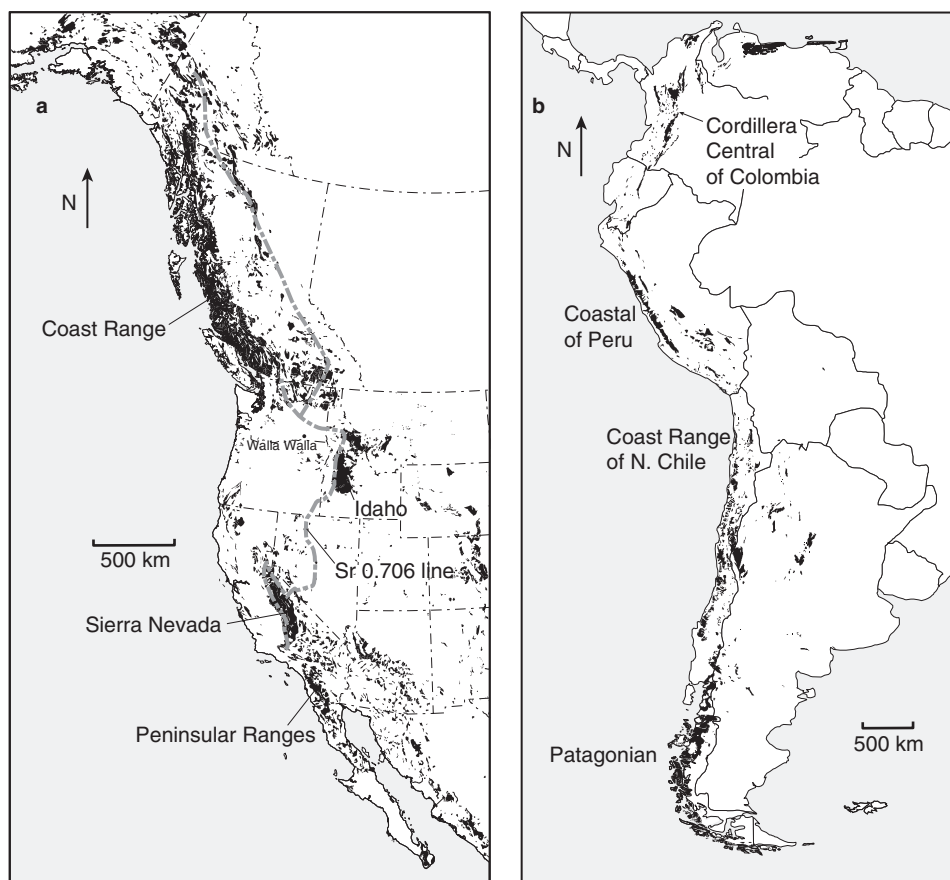 a
N
Coast Range
Walla Walla
Idaho
500 km
Sr 0.706 line
Sierra Nevada
Peninsular Ranges
b
N
Cordillera
Central
of Colombia
Coastal
of Peru
Coast Range
of N. Chile
Patagonian
500 km